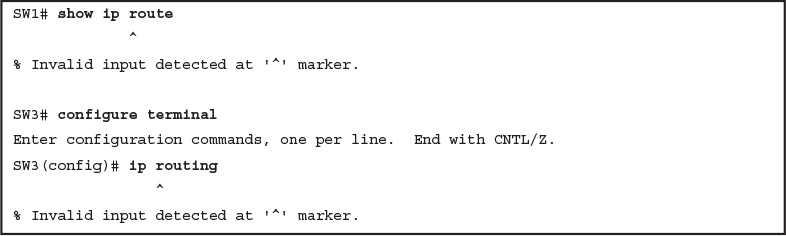 SW1# show ip route
             ^
% Invalid input detected at '^' marker.

SW3# configure terminal
Enter configuration commands, one per line.  End with CNTL/Z.
SW3(config)# ip routing
                ^
% Invalid input detected at '^' marker.